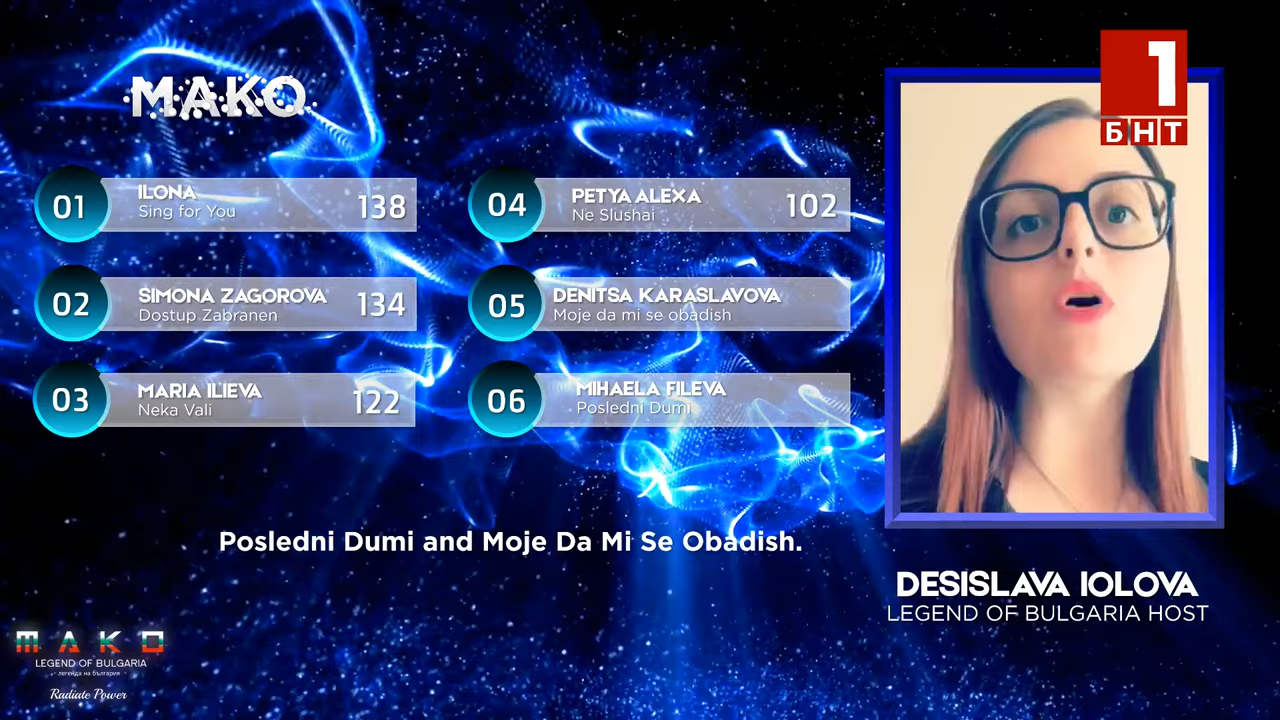 MAKO
01
ILONA
Sing for You
138
02
SIMONA ZAGOROVA
Dostup Zabranen
134
03
MARIA ILIEVA
Neka Vali
122
04
PETYA ALEXA
Ne Slushai
102
05
DENITSA KARASLAVOVA
Moje da mi se obadish
06
MIHAELA FILEVA
Posledni Dumi
Posledni Dumi and Moje Da Mi Se Obadish.
1
БНТ
DESISLAVA IOLOVA
LEGEND OF BULGARIA HOST
MAKO
LEGEND OF BULGARIA
- легенда на българия -
Radiate Power